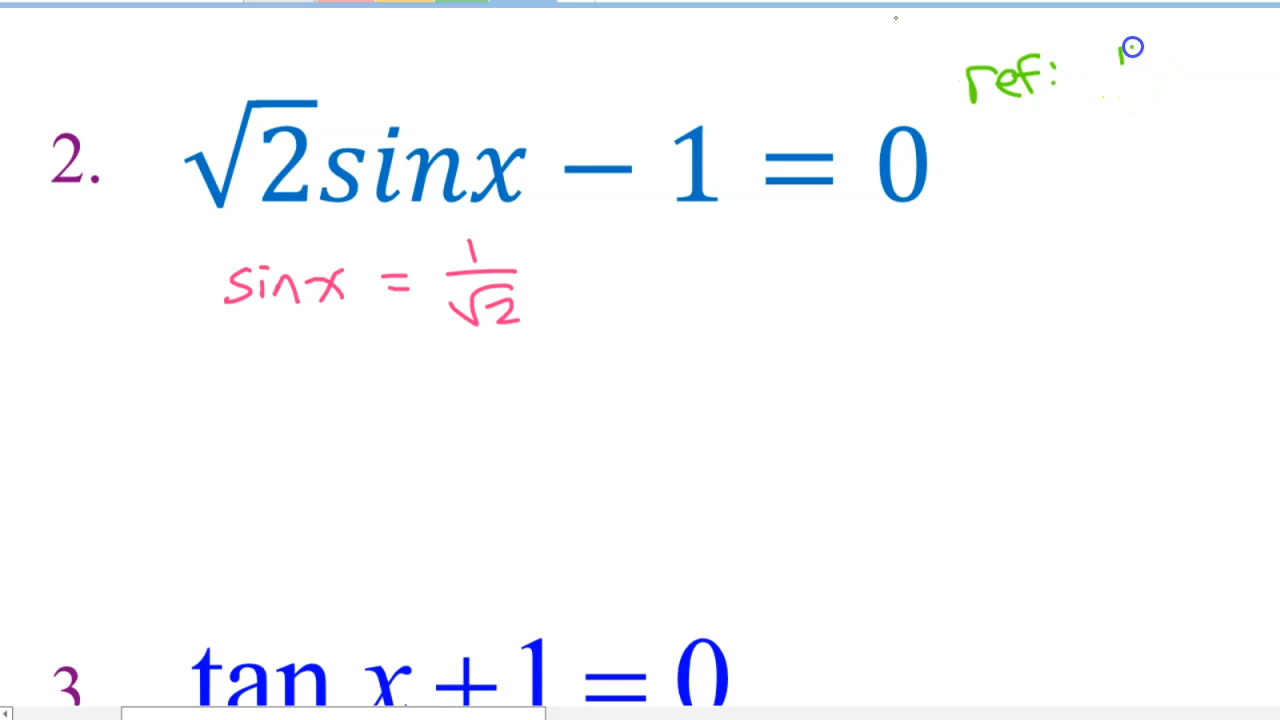 ref:
2. √2sinx − 1 = 0
sinx = 1/√2
3 tan x + 1 = 0